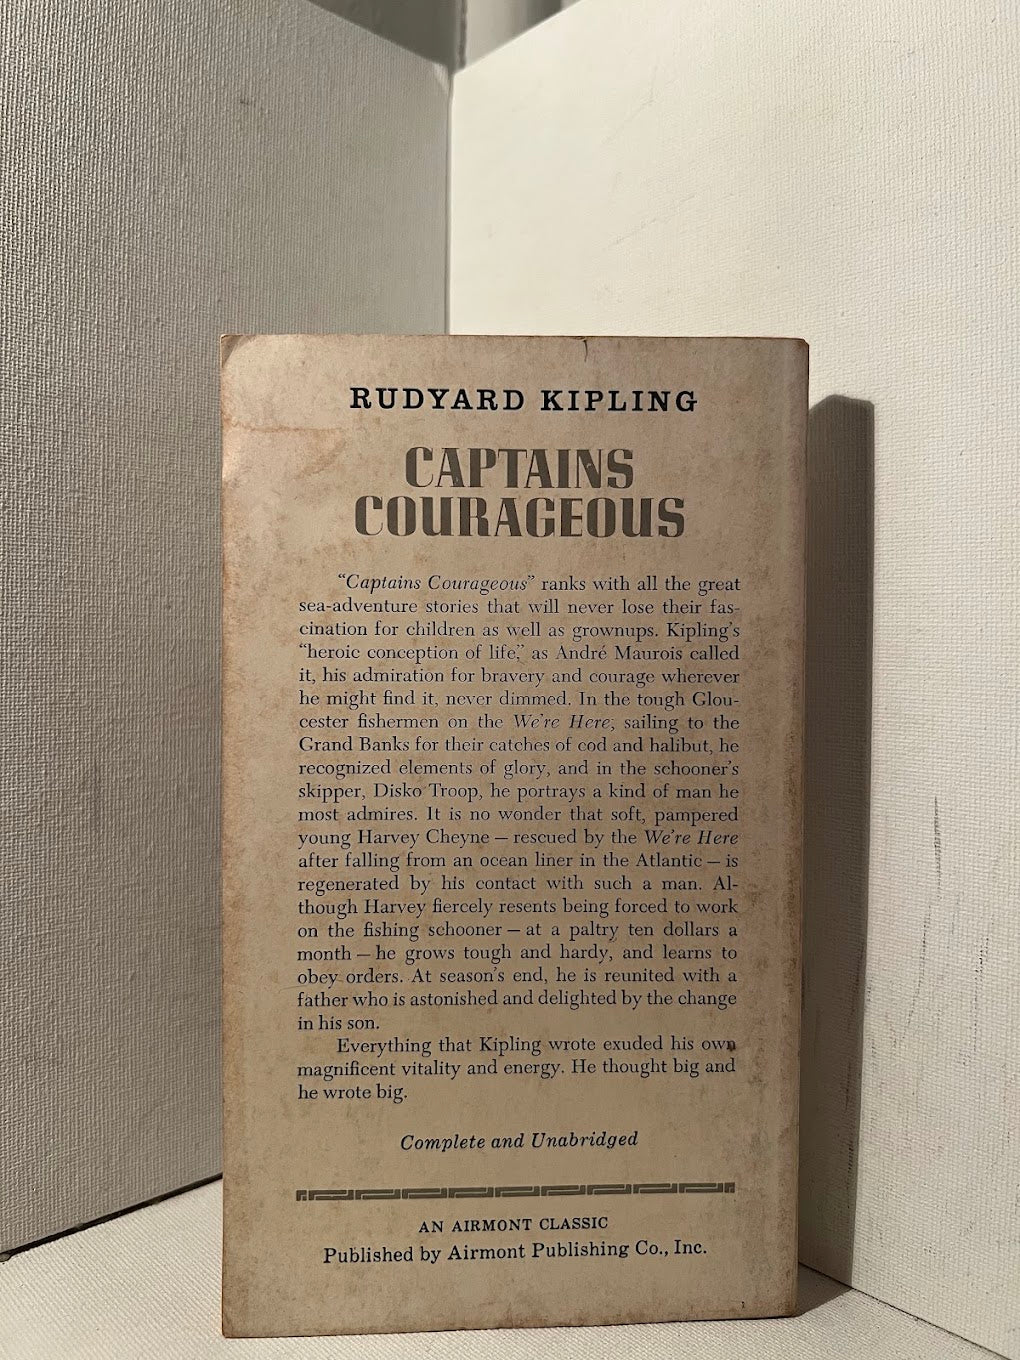 RUDYARD KIPLING
CAPTAINS
COURAGEOUS
"Captains Courageous" ranks with all the great
sea-adventure stories that will never lose their fas-
cination for children as well as grownups. Kipling's
"heroic conception of life," as André Maurois called
it, his admiration for bravery and courage wherever
he might find it, never dimmed. In the tough Glou-
cester fishermen on the We're Here, sailing to the
Grand Banks for their catches of cod and halibut, he
recognized elements of glory, and in the schooner's
skipper, Disko Troop, he portrays a kind of man he
most admires. It is no wonder that soft, pampered
young Harvey Cheyne — rescued by the We're Here
after falling from an ocean liner in the Atlantic — is
regenerated by his contact with such a man. Al-
though Harvey fiercely resents being forced to work
on the fishing schooner — at a paltry ten dollars a
month — he grows tough and hardy, and learns to
obey orders. At season's end, he is reunited with a
father who is astonished and delighted by the change
in his son.
Everything that Kipling wrote exuded his own
magnificent vitality and energy. He thought big and
he wrote big.
Complete and Unabridged
AN AIRMONT CLASSIC
Published by Airmont Publishing Co., Inc.
1